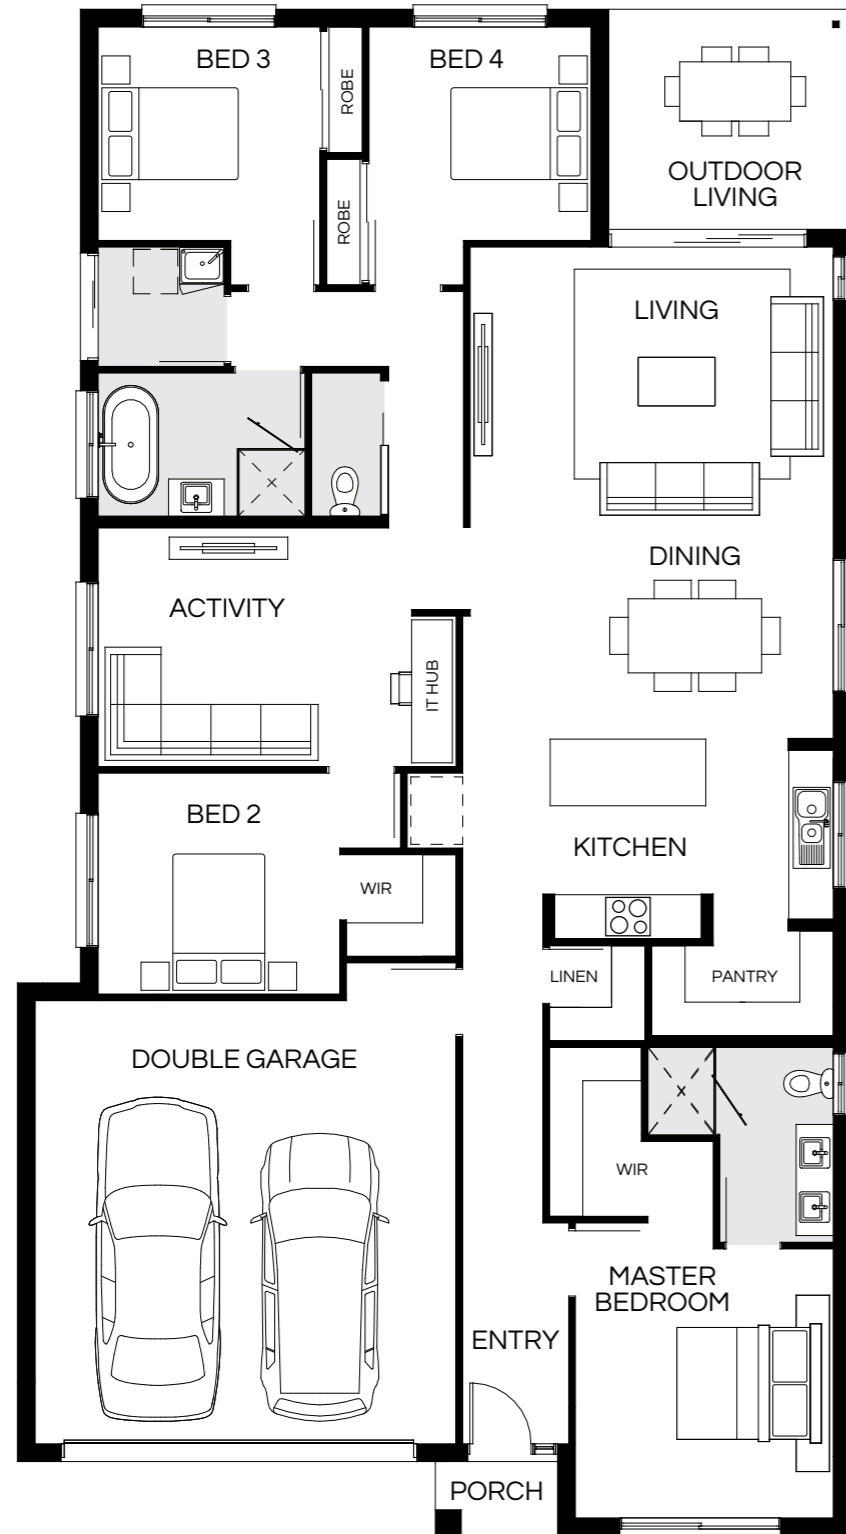 BED 3
ROBE
BED 4
ROBE
OUTDOOR
LIVING
LIVING
DINING
ACTIVITY
IT HUB
BED 2
KITCHEN
WIR
LINEN
PANTRY
DOUBLE GARAGE
WIR
MASTER
BEDROOM
ENTRY
PORCH